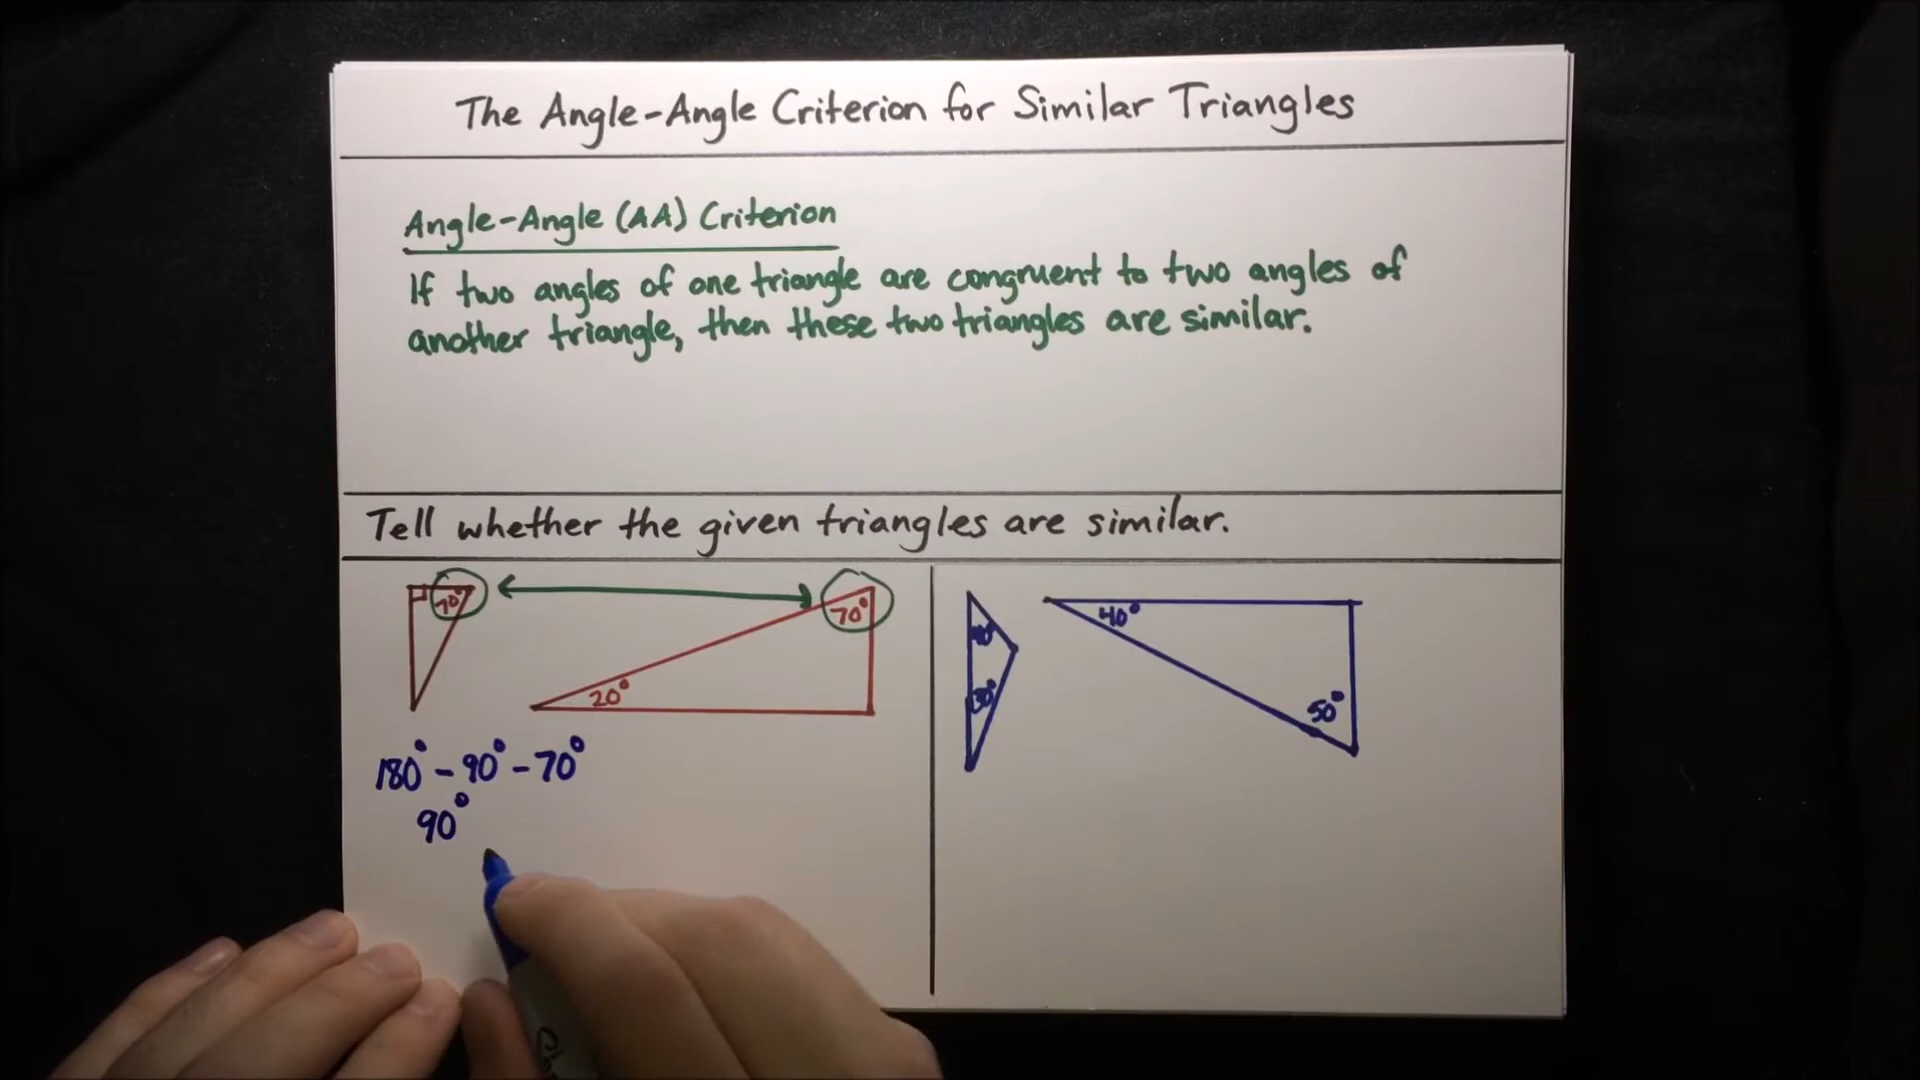 The Angle-Angle Criterion for Similar Triangles
Angle-Angle (AA) Criterion
If two angles of one triangle are congruent to two angles of
another triangle, then these two triangles are similar.
Tell whether the given triangles are similar.
70°
70°
20°
180° - 90° - 70°
90°
40°
50°